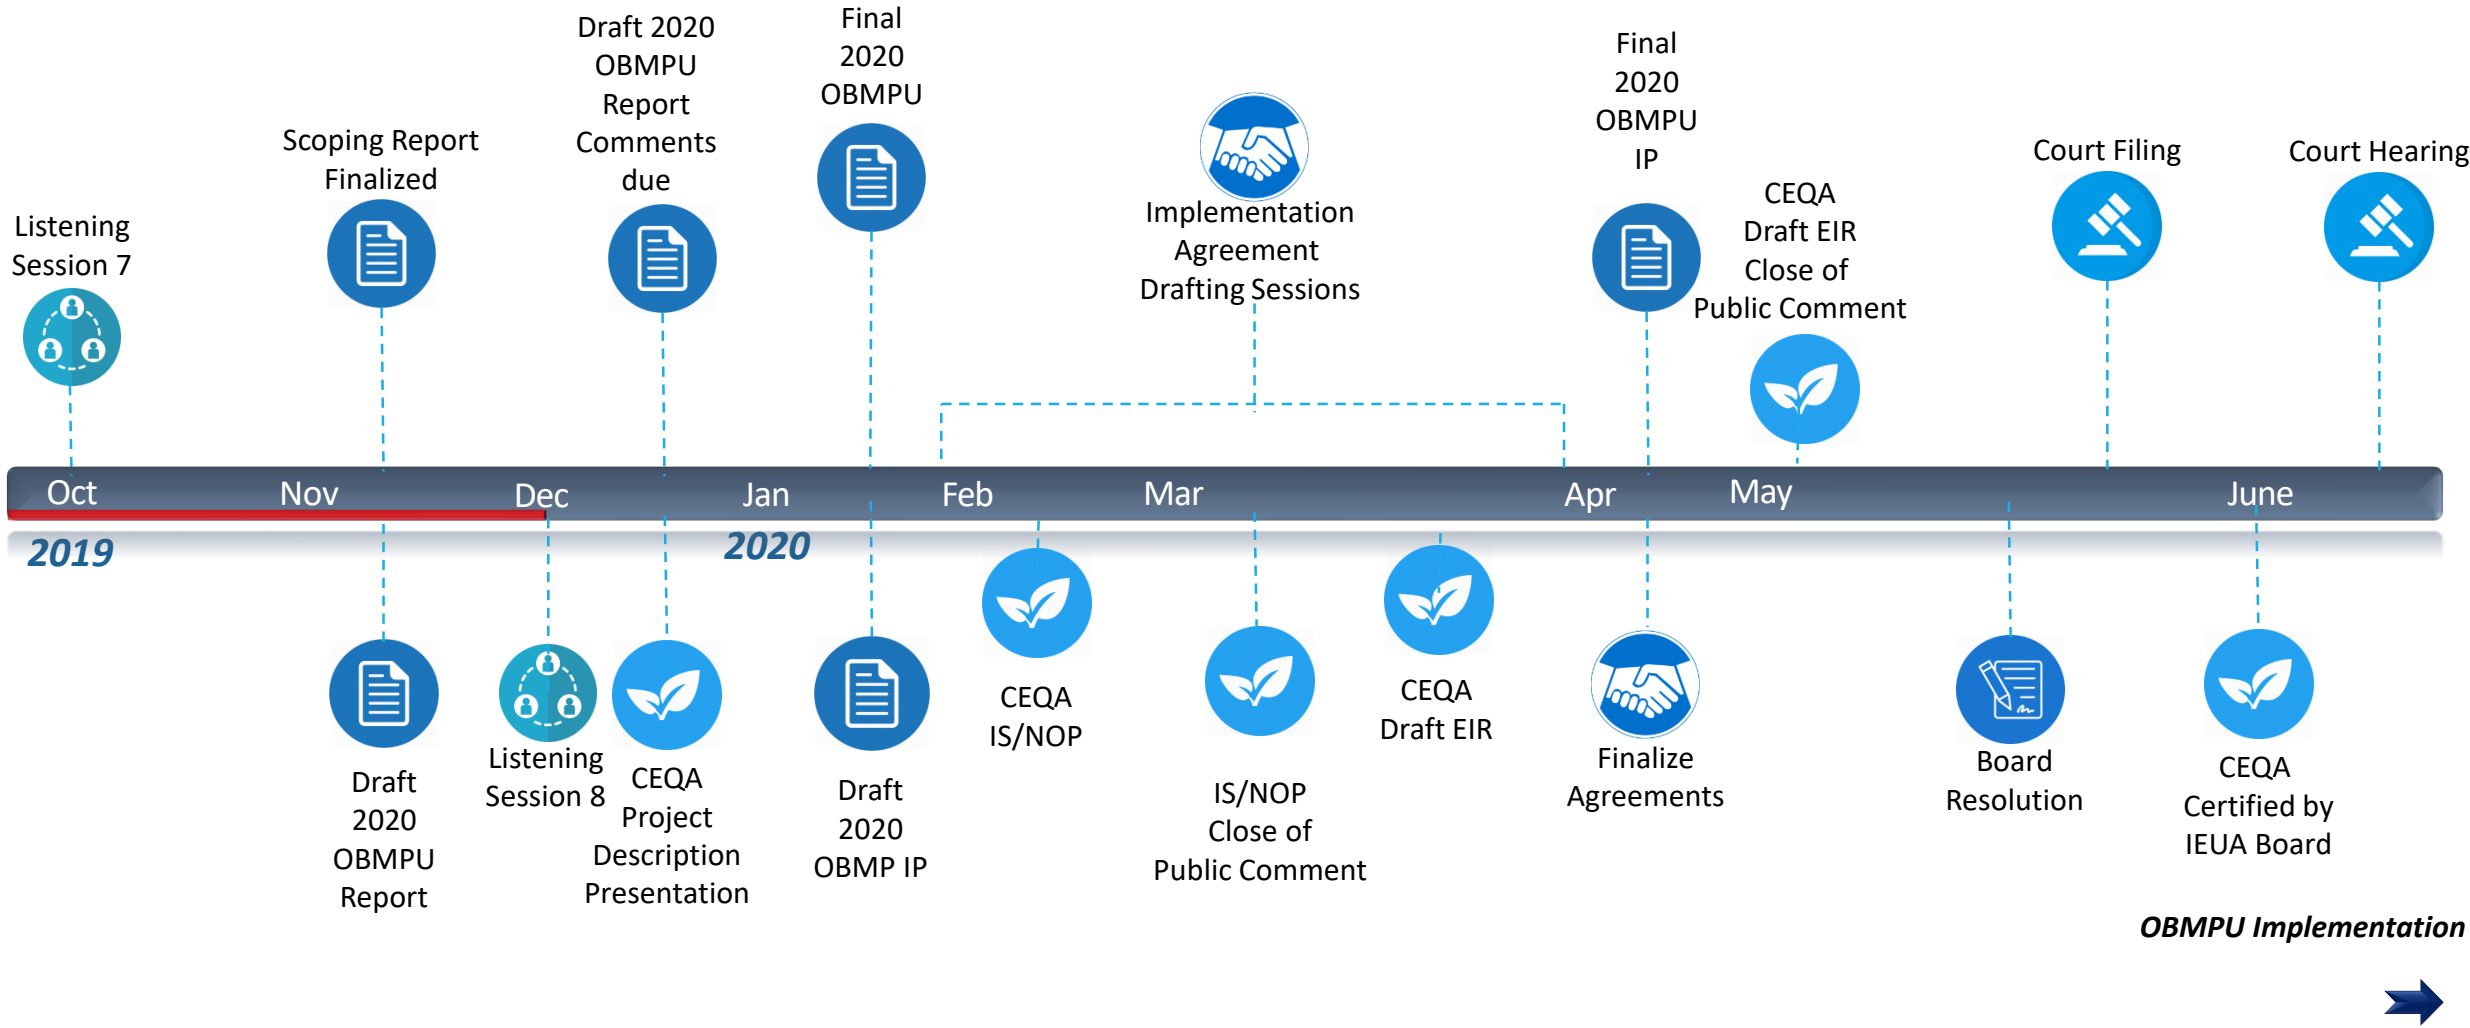 Listening
Session 7
Scoping Report
Finalized
Draft 2020
OBMPU
Report
Comments
due
Final
2020
OBMPU
Implementation
Agreement
Drafting Sessions
Final
2020
OBMPU
IP
CEQA
Draft EIR
Close of
Public Comment
Court Filing
Court Hearing
Oct
Nov
Dec
Jan
Feb
Mar
Apr
May
June
2019
2020
Draft
2020
OBMPU
Report
Listening
Session 8
CEQA
Project
Description
Presentation
Draft
2020
OBMP IP
CEQA
IS/NOP
IS/NOP
Close of
Public Comment
CEQA
Draft EIR
Finalize
Agreements
Board
Resolution
CEQA
Certified by
IEUA Board
OBMPU Implementation